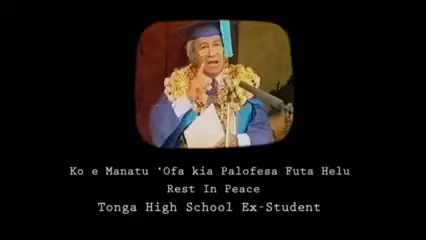 Ko e Manatu 'Ofa kia Palofesa Futa Helu
Rest In Peace
Tonga High School Ex-Student